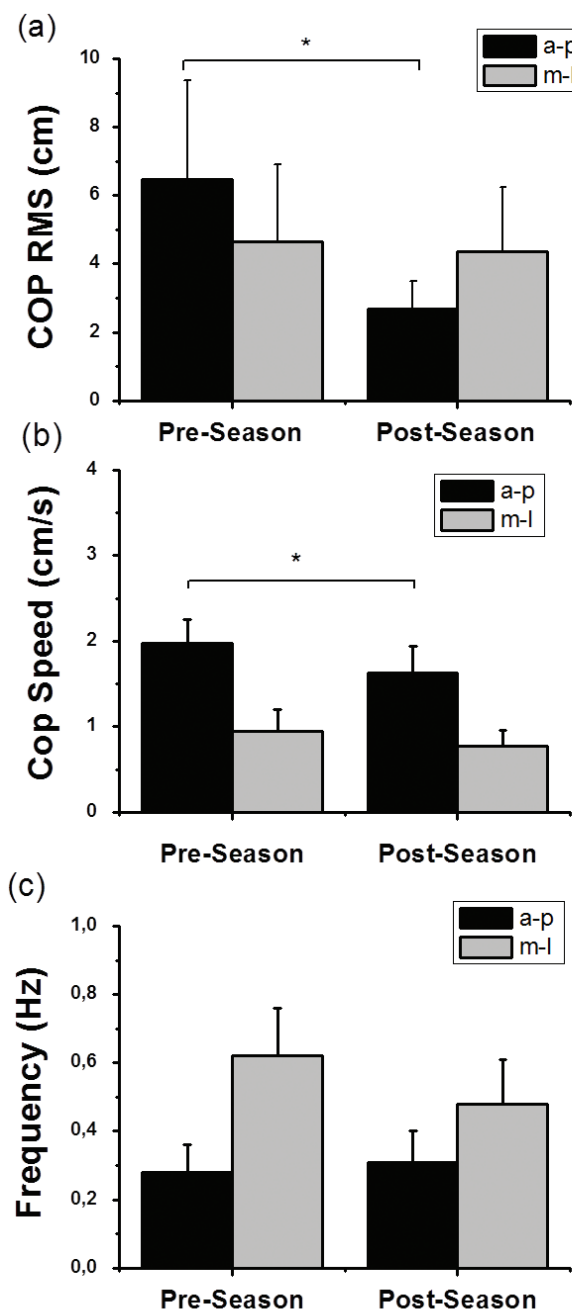 (a)
*
a-p
m-l
10
8
6
4
2
0
COP RMS (cm)
Pre-Season Post-Season
(b)
*
a-p
m-l
4
3
2
1
0
Cop Speed (cm/s)
Pre-Season Post-Season
(c)
a-p
m-l
1,0
0,8
0,6
0,4
0,2
0,0
Frequency (Hz)
Pre-Season Post-Season